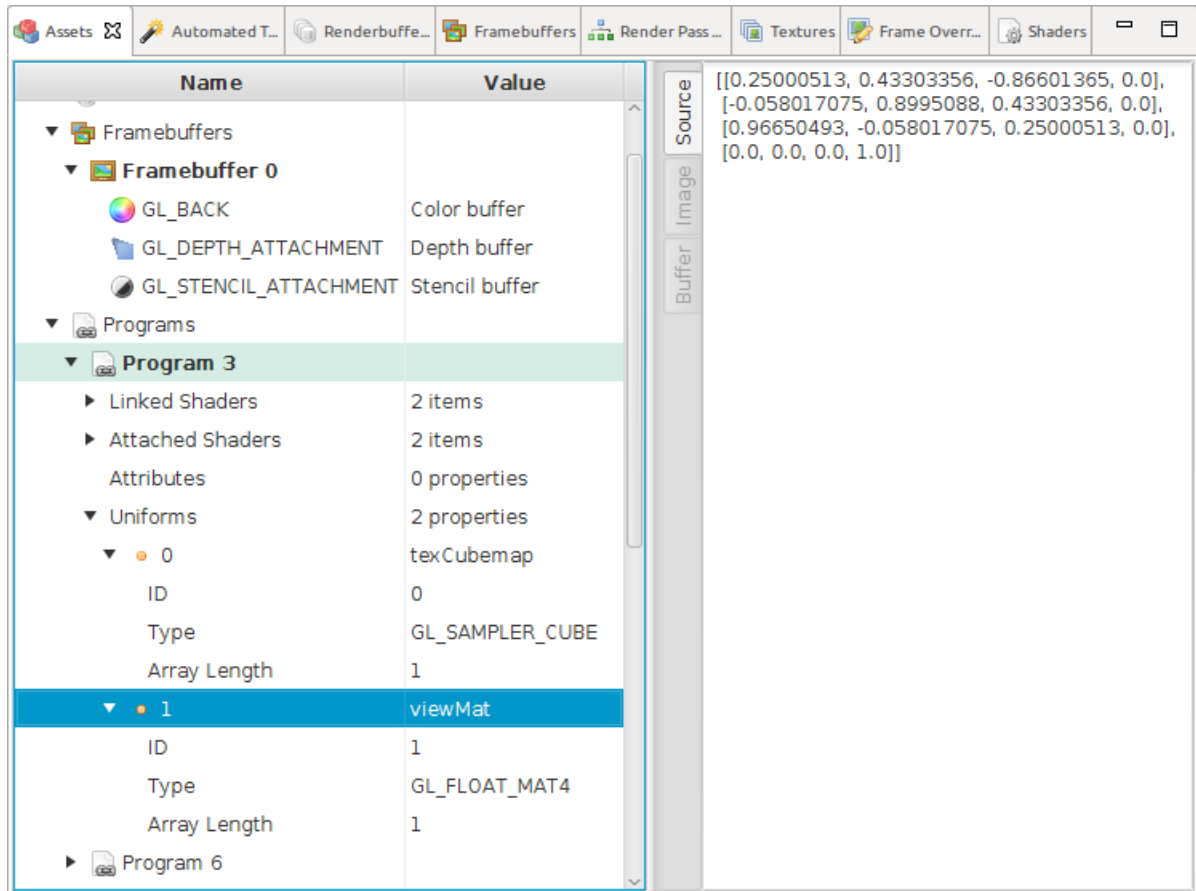 Assets Automated T... Renderbuffe... Framebuffers Render Pass ... Textures Frame Overr... Shaders
Name Value
Framebuffers
Framebuffer 0
GL_BACK Color buffer
GL_DEPTH_ATTACHMENT Depth buffer
GL_STENCIL_ATTACHMENT Stencil buffer
Programs
Program 3
Linked Shaders 2 items
Attached Shaders 2 items
Attributes 0 properties
Uniforms 2 properties
0 texCubemap
ID 0
Type GL_SAMPLER_CUBE
Array Length 1
1 viewMat
ID 1
Type GL_FLOAT_MAT4
Array Length 1
Program 6
Source
Image
Buffer
[[0.25000513, 0.43303356, -0.86601365, 0.0],
[-0.058017075, 0.8995088, 0.43303356, 0.0],
[0.96650493, -0.058017075, 0.25000513, 0.0],
[0.0, 0.0, 0.0, 1.0]]